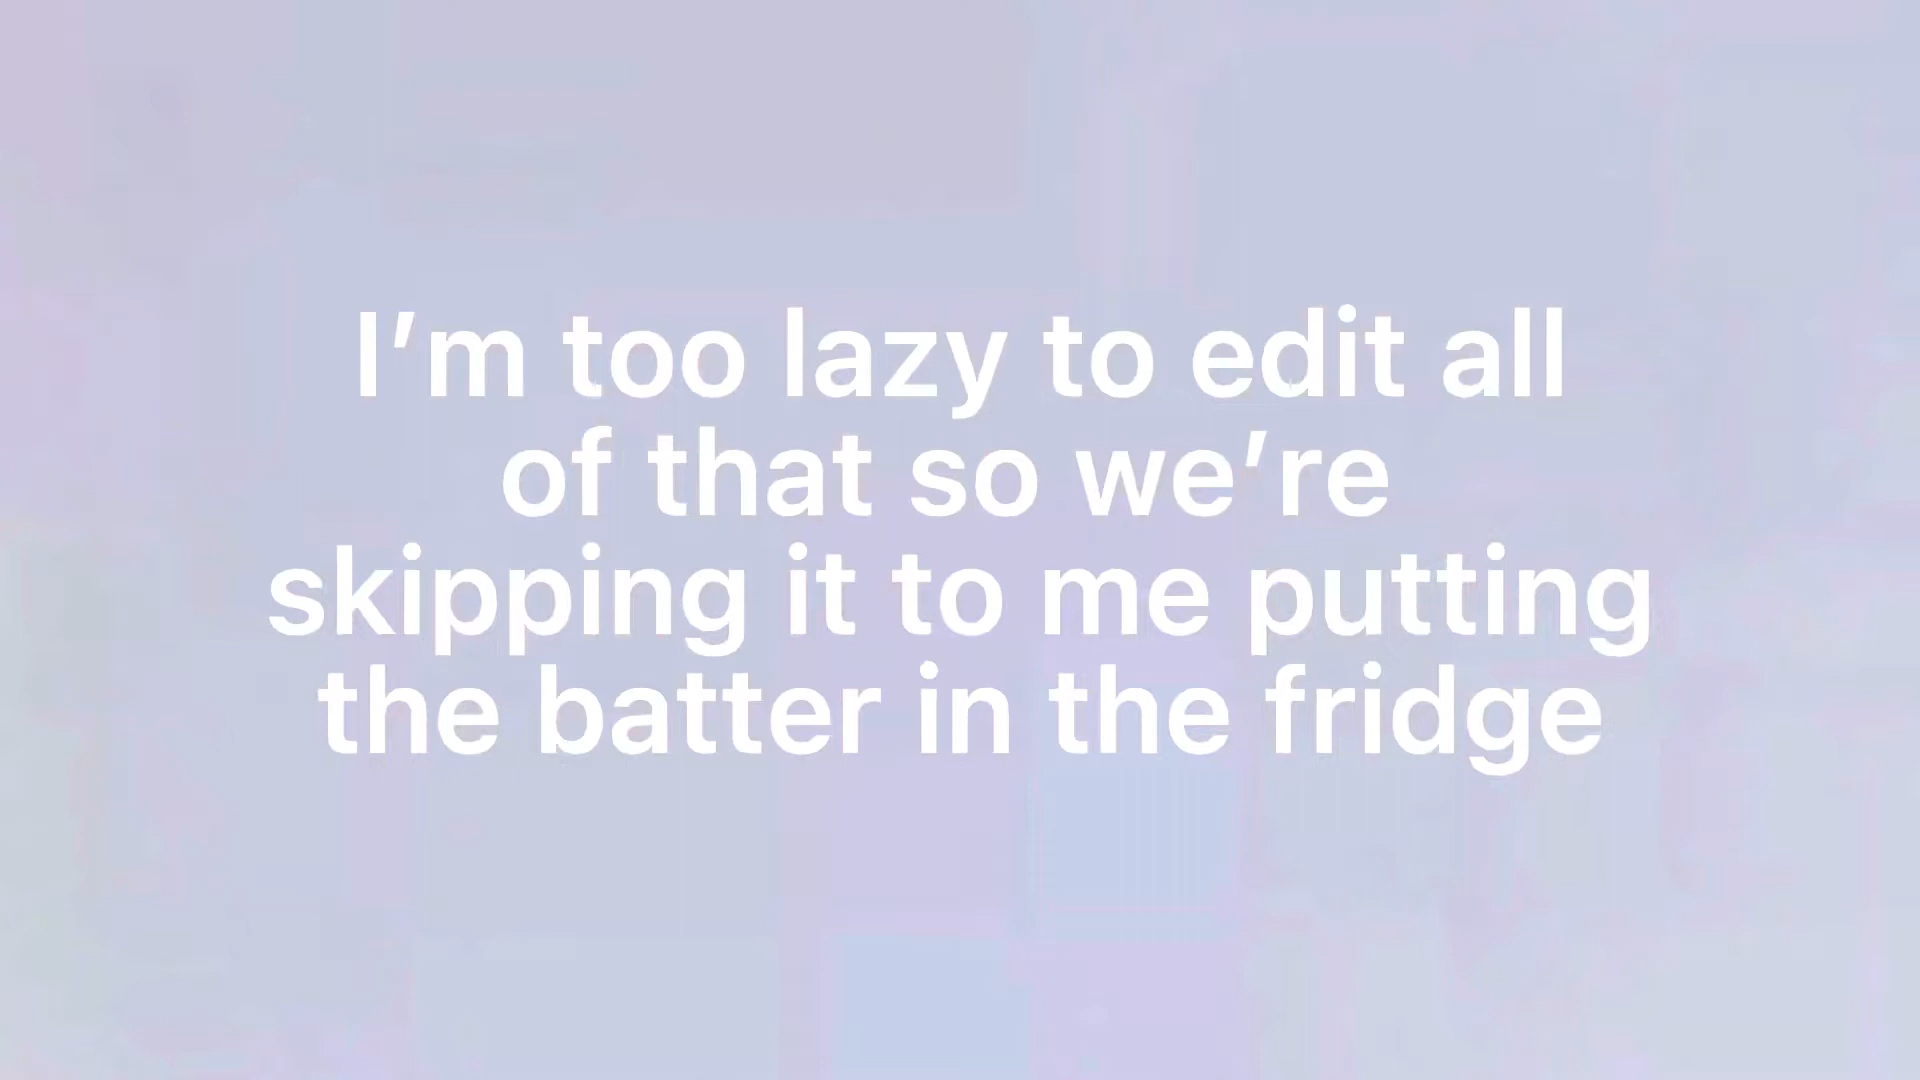 I’m too lazy to edit all
of that so we’re
skipping it to me putting
the batter in the fridge